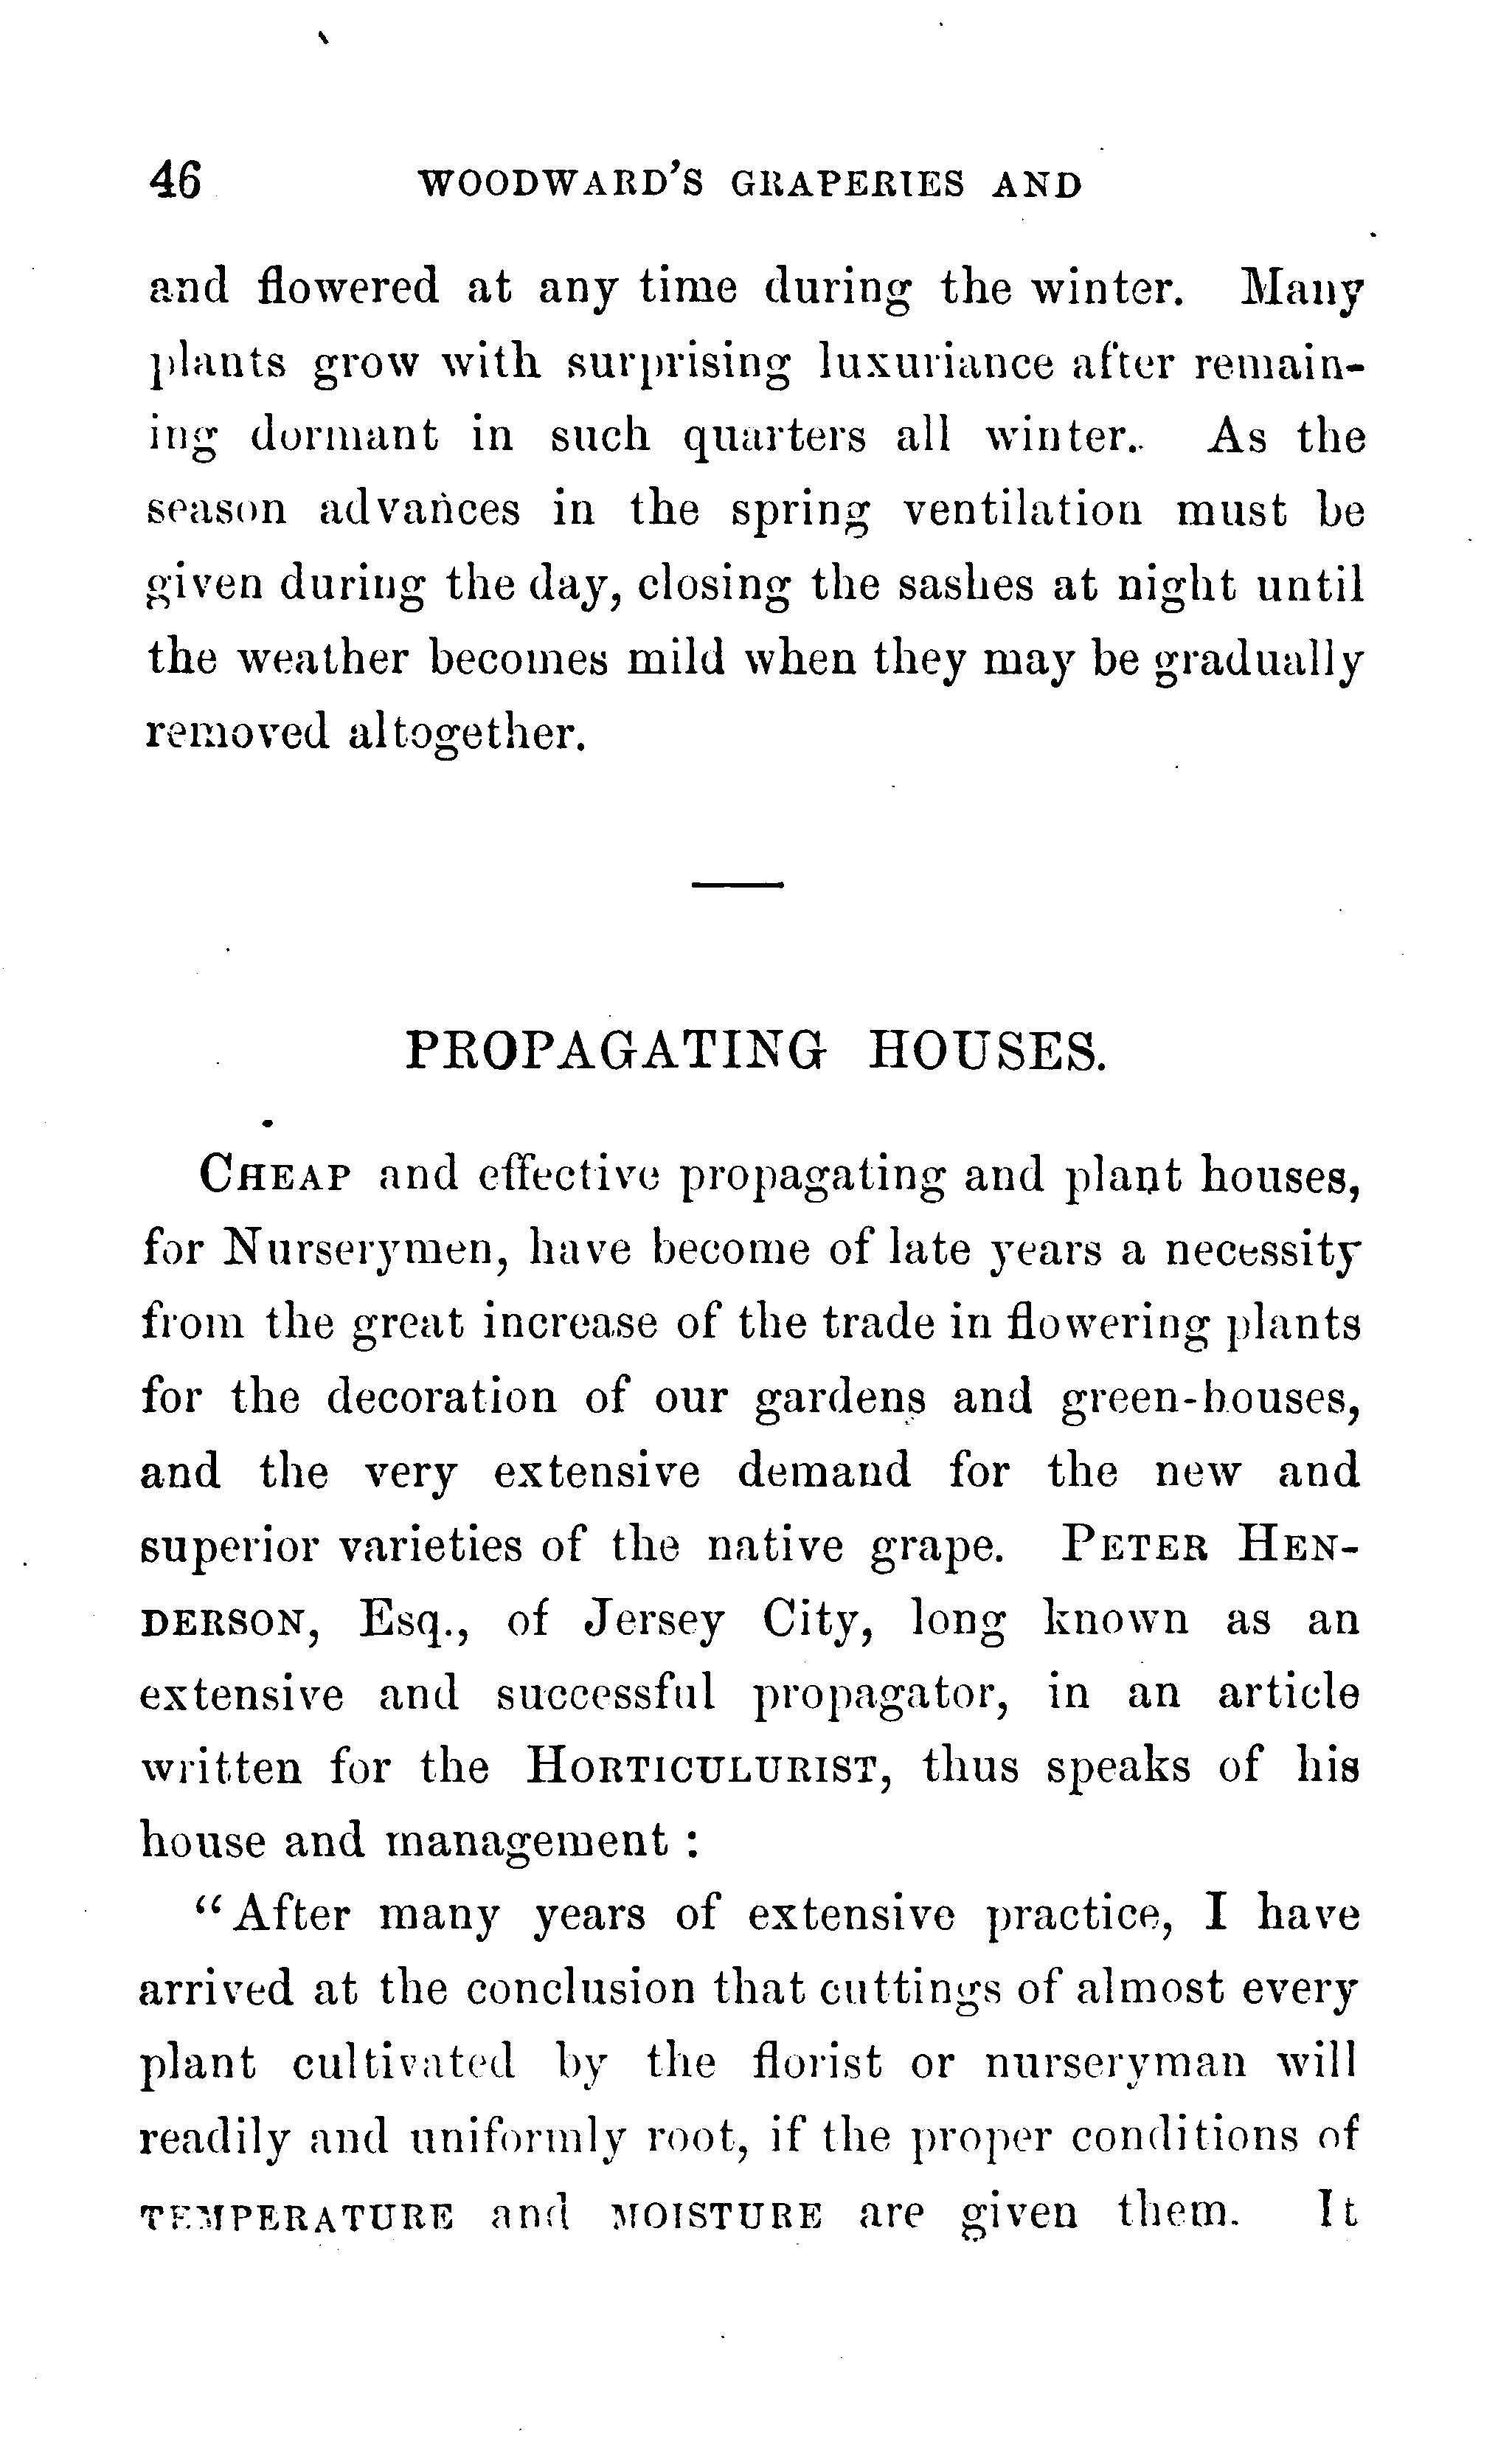 46 WOODWARD'S GRAPERIES AND
and flowered at any time during the winter. Many
plants grow with surprising luxuriance after remain-
ing dormant in such quarters all winter. As the
season advances in the spring ventilation must be
given during the day, closing the sashes at night until
the weather becomes mild when they may be gradually
removed altogether.
PROPAGATING HOUSES.
CHEAP and effective propagating and plant houses,
for Nurserymen, have become of late years a necessity
from the great increase of the trade in flowering plants
for the decoration of our gardens and green-houses,
and the very extensive demand for the new and
superior varieties of the native grape. PETER HEN-
DERSON, Esq., of Jersey City, long known as an
extensive and successful propagator, in an article
written for the HORTICULURIST, thus speaks of his
house and management :
“After many years of extensive practice, I have
arrived at the conclusion that cuttings of almost every
plant cultivated by the florist or nurseryman will
readily and uniformly root, if the proper conditions of
TEMPERATURE and MOISTURE are given them. It